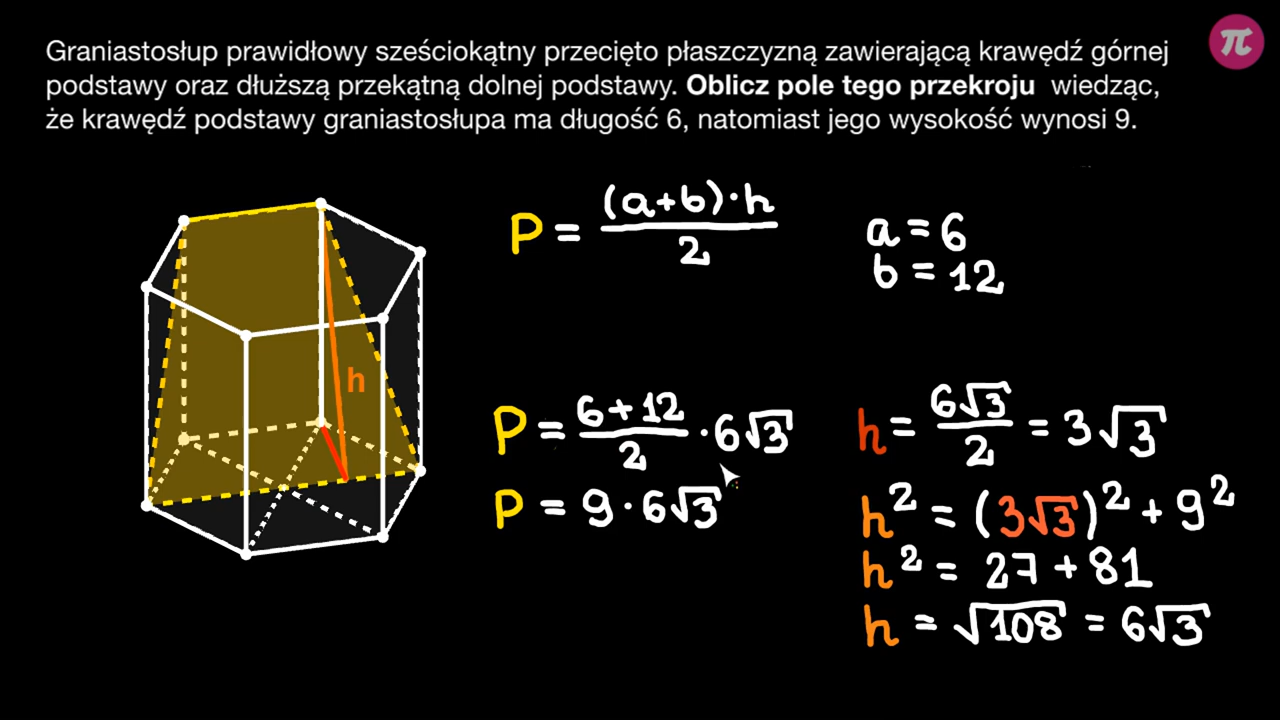 Graniastosłup prawidłowy sześciokątny przecięto płaszczyzną zawierającą krawędź górnej
podstawy oraz dłuższą przekątną dolnej podstawy. Oblicz pole tego przekroju wiedząc,
że krawędź podstawy graniastosłupa ma długość 6, natomiast jego wysokość wynosi 9.
π
P = (a+b)·h / 2
a = 6
b = 12
h
P = 6+12 / 2 · 6√3
P = 9 · 6√3
h = 6√3 / 2 = 3√3
h² = (3√3)² + 9²
h² = 27 + 81
h = √108 = 6√3